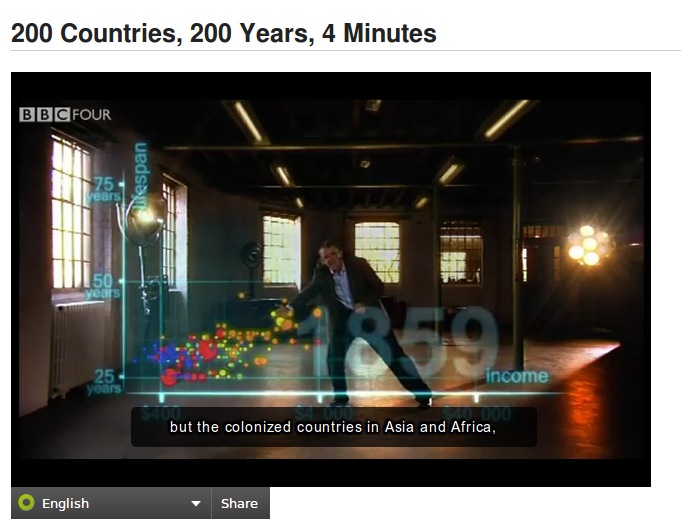 200 Countries, 200 Years, 4 Minutes
BBC FOUR
lifespan
75
years
50
years
1859
25
years
income
$400
$4 000
$40 000
but the colonized countries in Asia and Africa,
English
Share